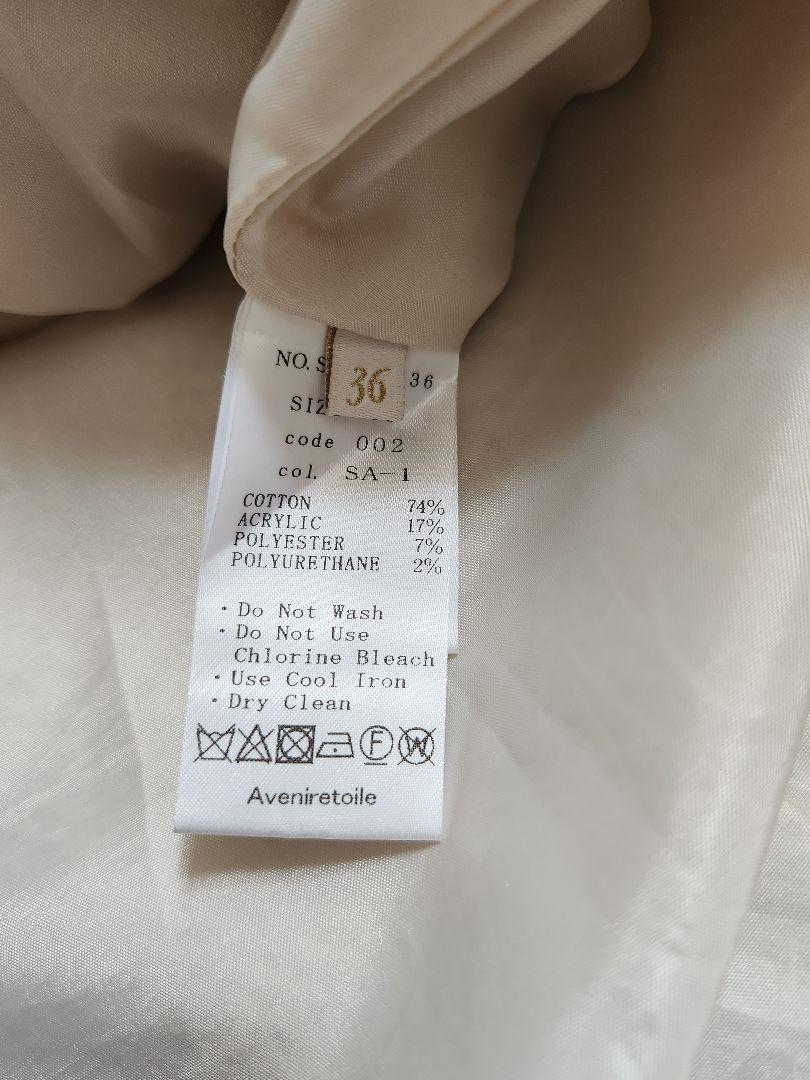 NO. S 36
36
SIZ
code 002
col. SA-1
COTTON 74%
ACRYLIC 17%
POLYESTER 7%
POLYURETHANE 2%
・Do Not Wash
・Do Not Use
Chlorine Bleach
・Use Cool Iron
・Dry Clean
F W
Aveniretoile